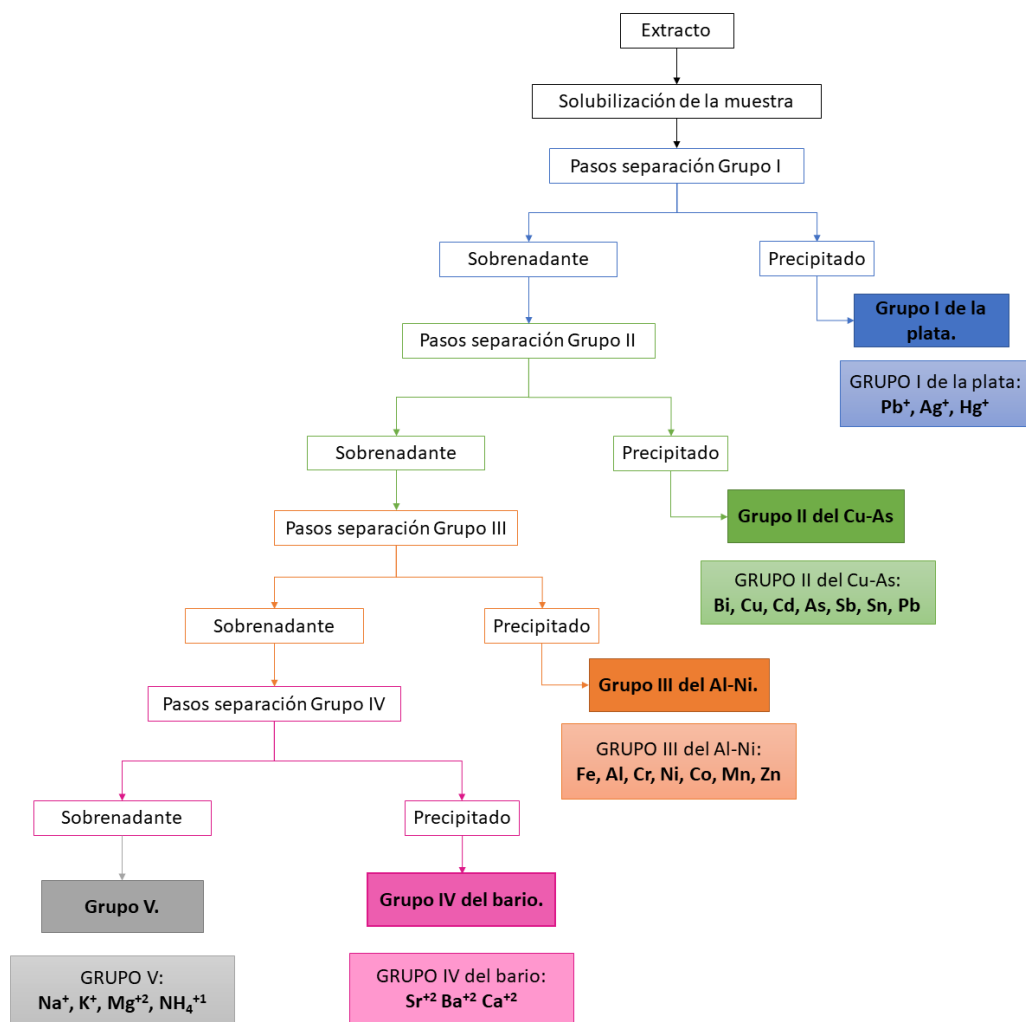 Extracto
Solubilización de la muestra
Pasos separación Grupo I
Sobrenadante
Precipitado
Grupo I de la
plata.
GRUPO I de la plata:
Pb⁺, Ag⁺, Hg⁺
Pasos separación Grupo II
Sobrenadante
Precipitado
Grupo II del Cu-As
GRUPO II del Cu-As:
Bi, Cu, Cd, As, Sb, Sn, Pb
Pasos separación Grupo III
Sobrenadante
Precipitado
Grupo III del Al-Ni.
GRUPO III del Al-Ni:
Fe, Al, Cr, Ni, Co, Mn, Zn
Pasos separación Grupo IV
Sobrenadante
Precipitado
Grupo V.
Grupo IV del bario.
GRUPO V:
Na⁺, K⁺, Mg⁺², NH₄⁺¹
GRUPO IV del bario:
Sr⁺² Ba⁺² Ca⁺²